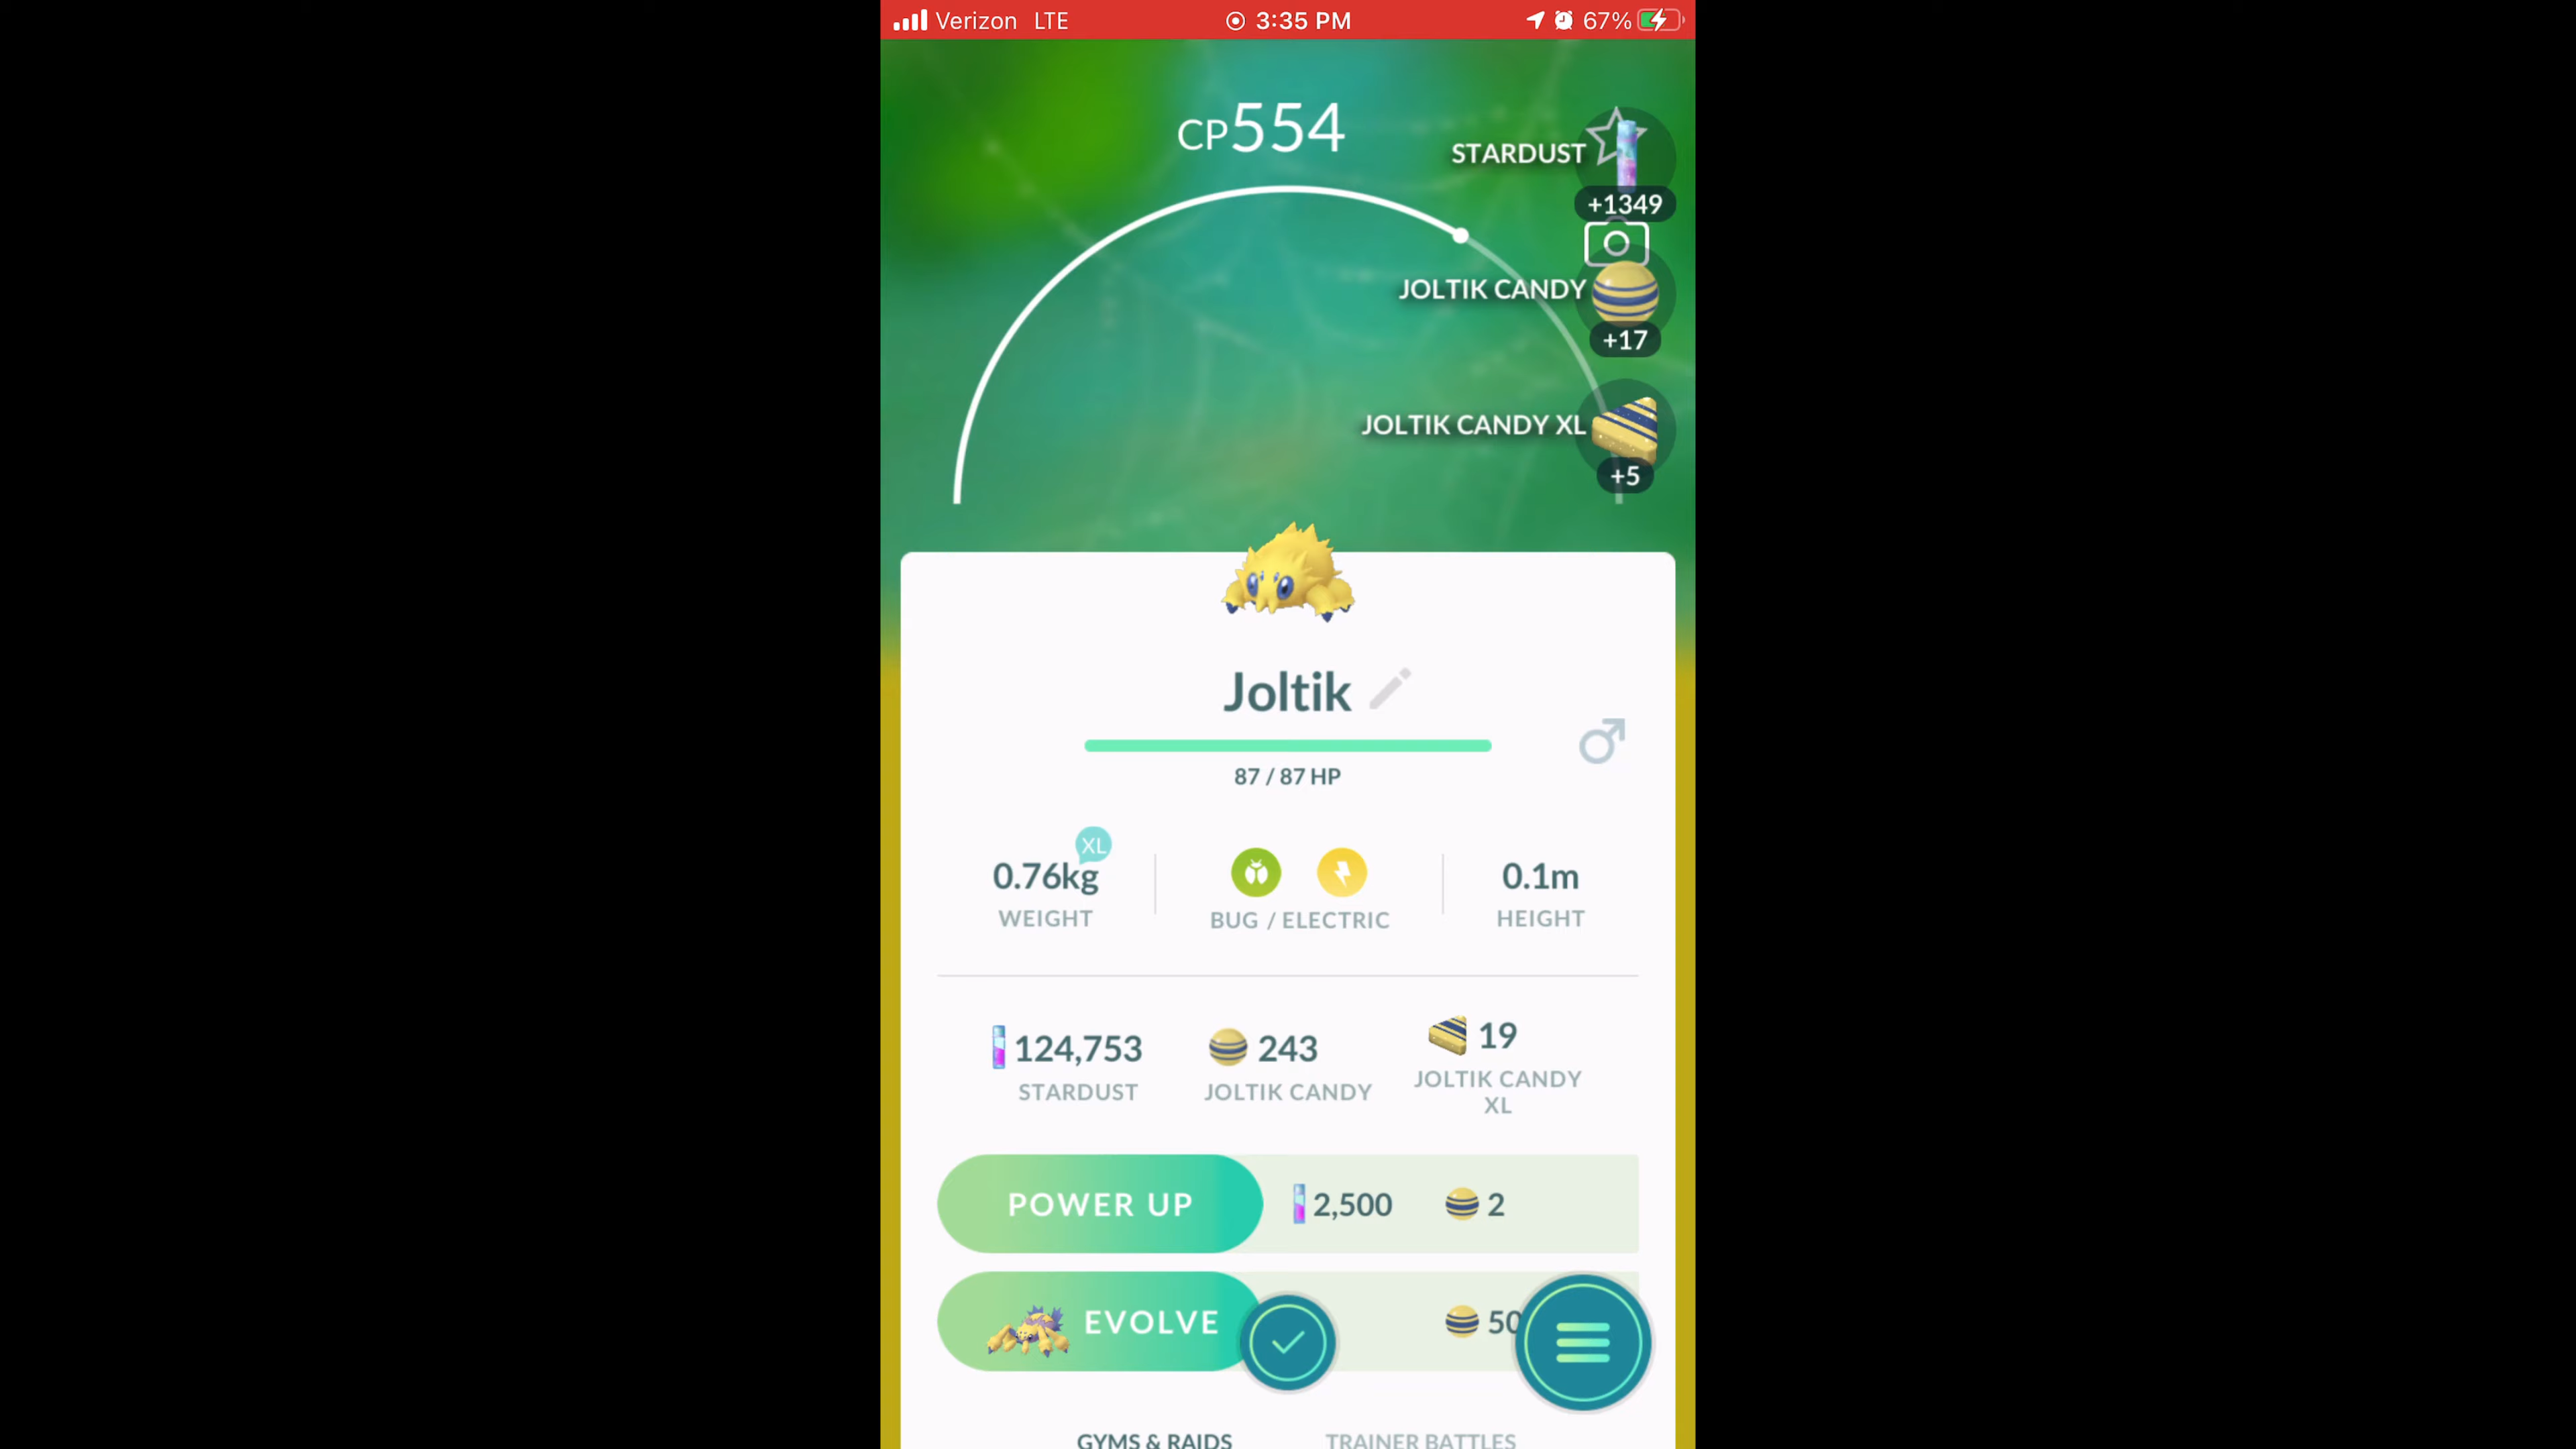 Verizon LTE 3:35 PM 67%
CP554
STARDUST
+1349
JOLTIK CANDY
+17
JOLTIK CANDY XL
+5
Joltik
87 / 87 HP
XL
0.76kg
WEIGHT
BUG / ELECTRIC
0.1m
HEIGHT
124,753
STARDUST
243
JOLTIK CANDY
19
JOLTIK CANDY
XL
POWER UP 2,500 2
EVOLVE 50
GYMS & RAIDS TRAINER BATTLES